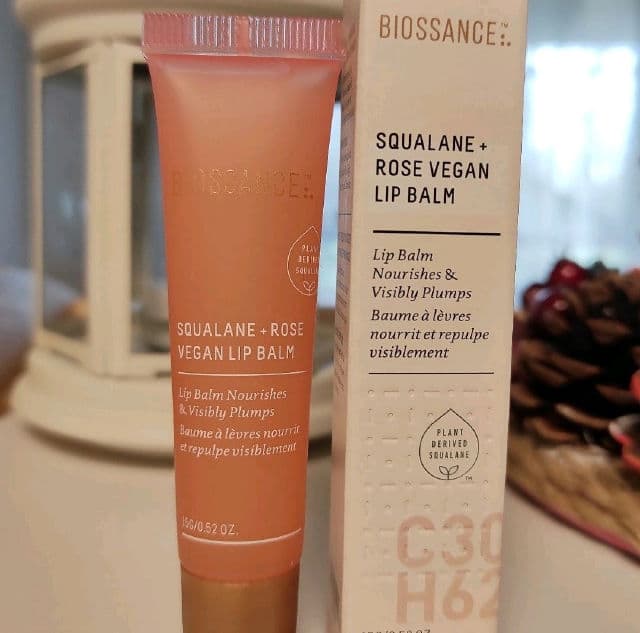 BIOSSANCE
PLANT
DERIVED
SQUALANE
SQUALANE + ROSE
VEGAN LIP BALM
Lip Balm Nourishes
& Visibly Plumps
Baume à lèvres nourrit
et repulpe visiblement
15G/0.52 OZ.
BIOSSANCE™
SQUALANE +
ROSE VEGAN
LIP BALM
Lip Balm
Nourishes &
Visibly Plumps
Baume à lèvres
nourrit et repulpe
visiblement
PLANT
DERIVED
SQUALANE
™
C30
H62